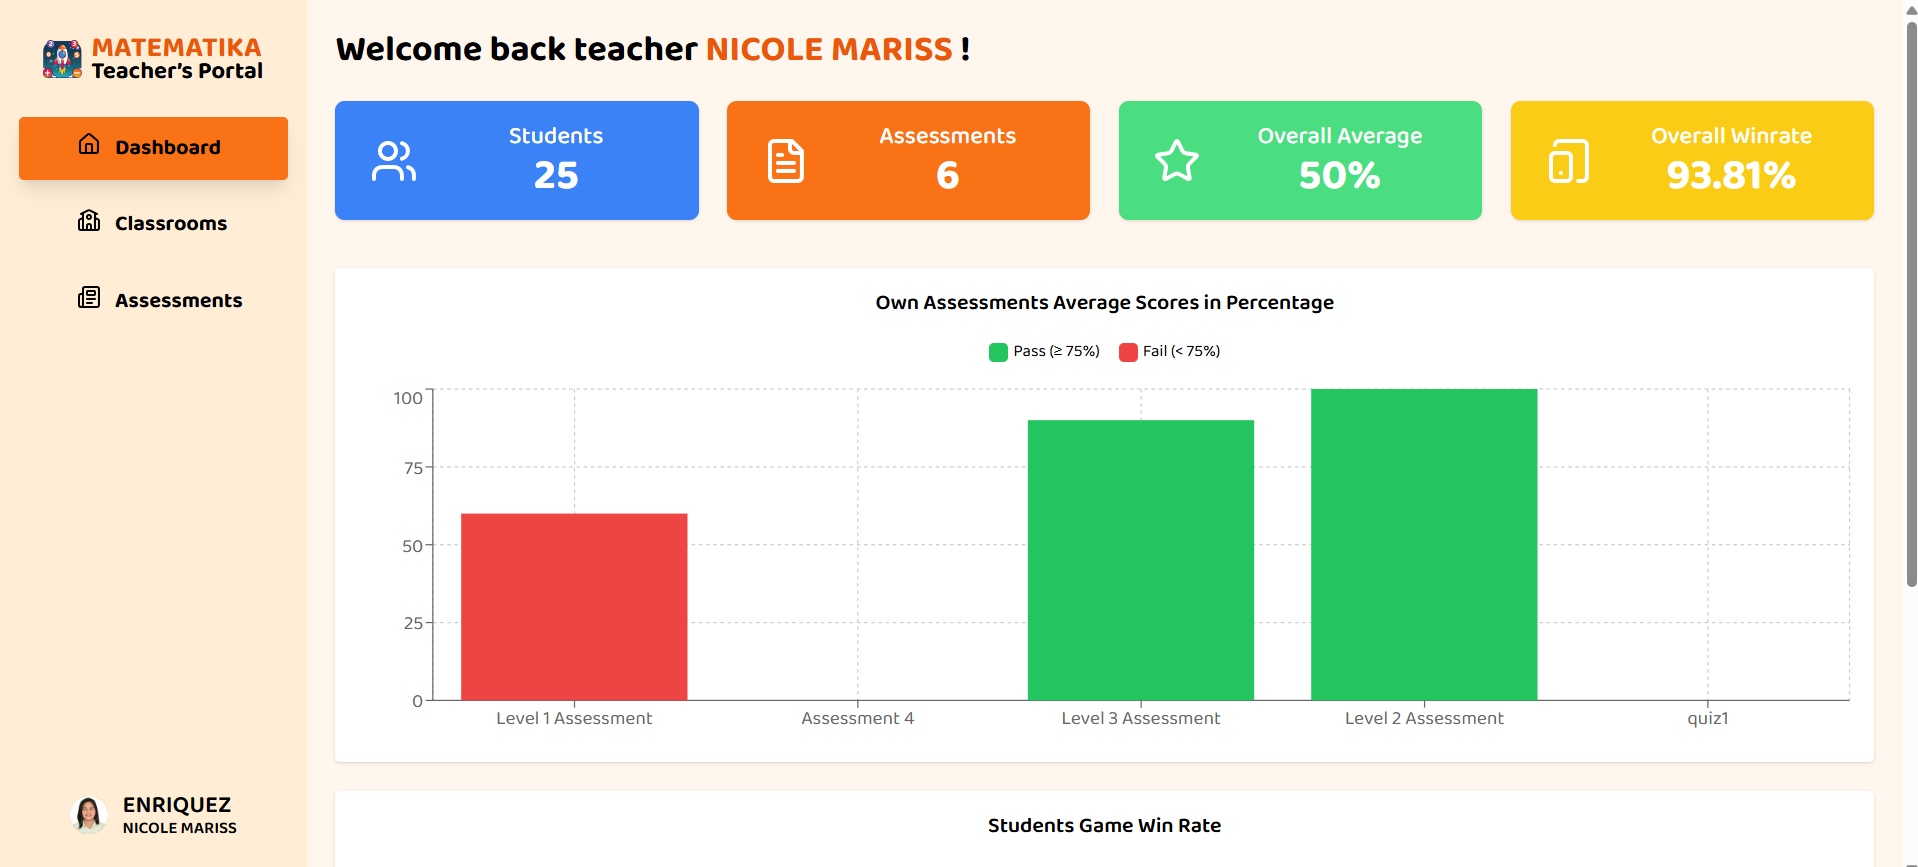 MATEMATIKA
Teacher's Portal
Dashboard
Classrooms
Assessments
ENRIQUEZ
NICOLE MARISS
Welcome back teacher NICOLE MARISS !
Students
25
Assessments
6
Overall Average
50%
Overall Winrate
93.81%
Own Assessments Average Scores in Percentage
Pass (≥ 75%) Fail (< 75%)
100
75
50
25
0
Level 1 Assessment Assessment 4 Level 3 Assessment Level 2 Assessment quiz1
Students Game Win Rate